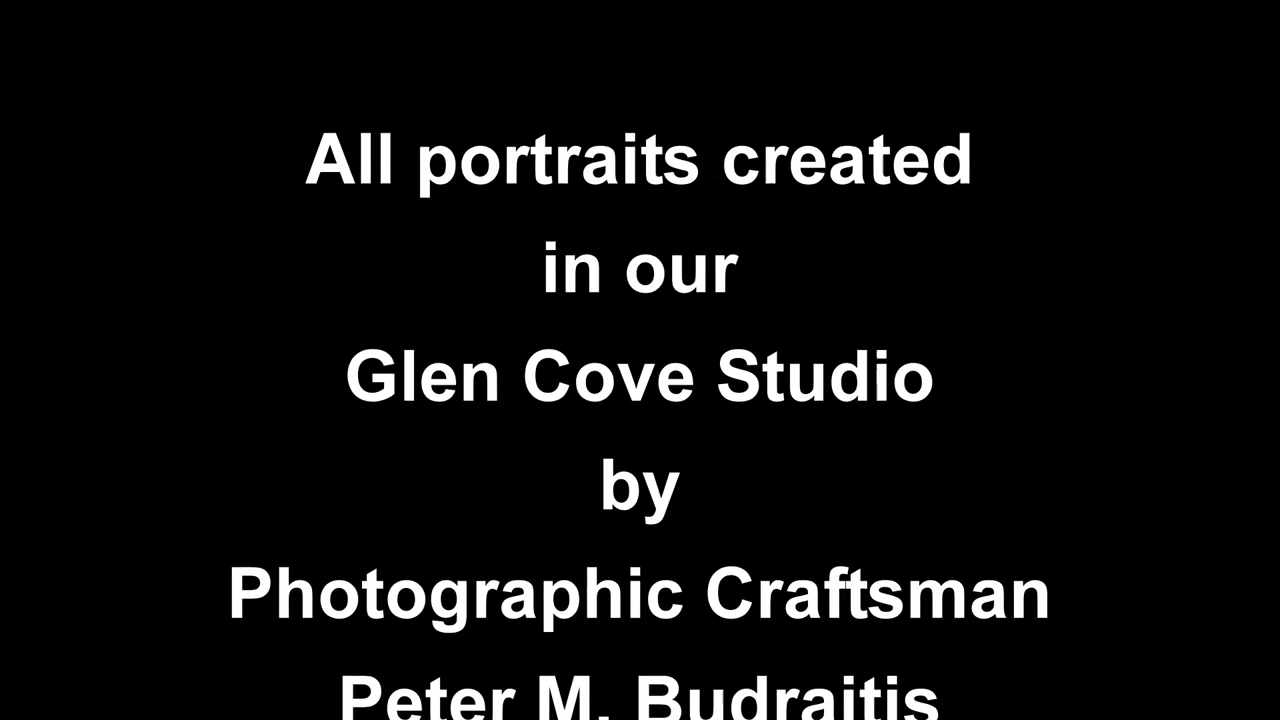 All portraits created
in our
Glen Cove Studio
by
Photographic Craftsman
Peter M. Budraitis